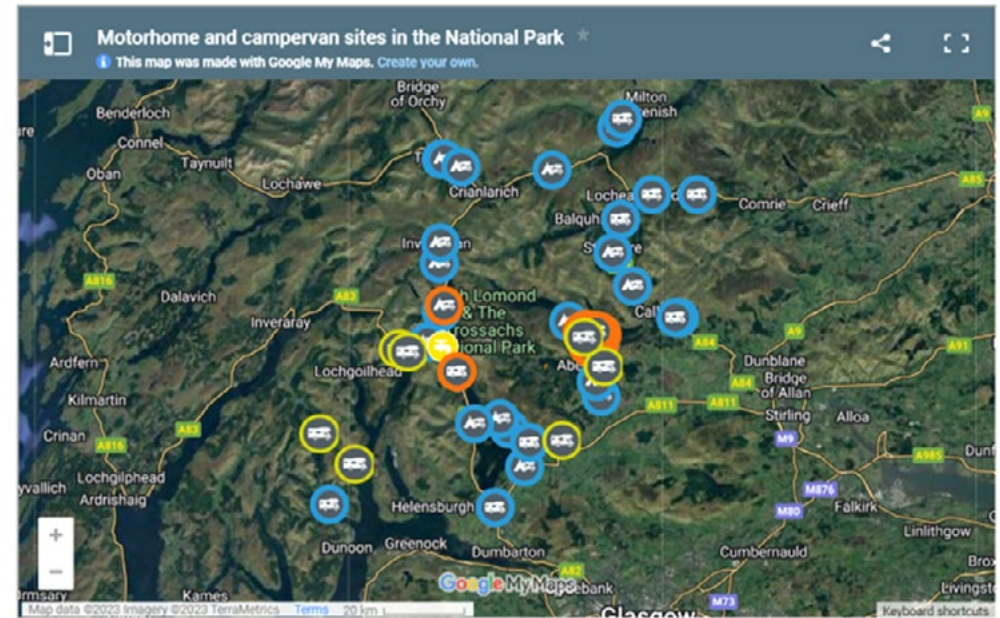 Motorhome and campervan sites in the National Park
This map was made with Google My Maps. Create your own.
Bridge
of Orchy
Milton
Benderloch
A9
Connel
Taynuilt
Oban
Lochawe
A85
Crianlarich
Comrie
Crieff
A816
Dalavich
A83
Lomond
& The
Inveraray
A9
A84
A91
Ardfern
Lochgoilhead
Dunblane
Kilmartin
A84
Bridge
of Allan
A811
A811
Stirling
Alloa
Crinan
A83
A816
M9
A985
Lochgilphead
Ardrishaig
M876
Helensburgh
M80
Falkirk
Linlithgow
Dunoon
Greenock
Dumbarton
Cumbernauld
A82
Google My Maps
Kames
M73
Glasgow
Map data ©2023 Imagery ©2023 TerraMetrics
Terms
20 km
Keyboard shortcuts